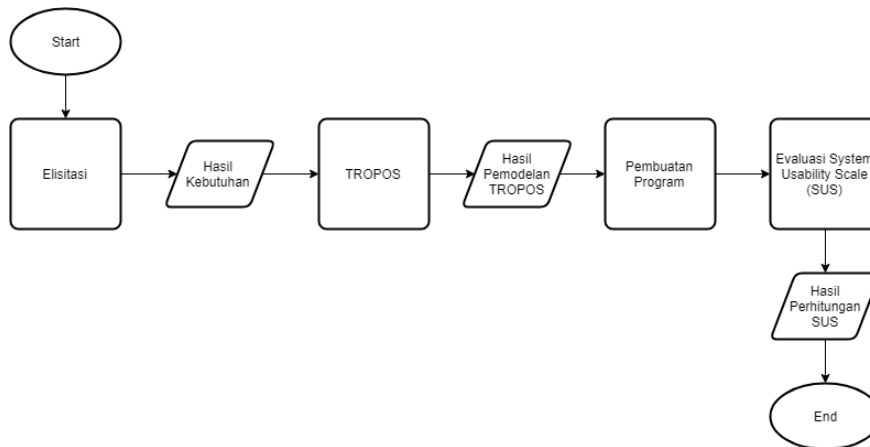 Start
Elisitasi
Hasil
Kebutuhan
TROPOS
Hasil
Pemodelan
TROPOS
Pembuatan
Program
Evaluasi System
Usability Scale
(SUS)
Hasil
Perhitungan
SUS
End